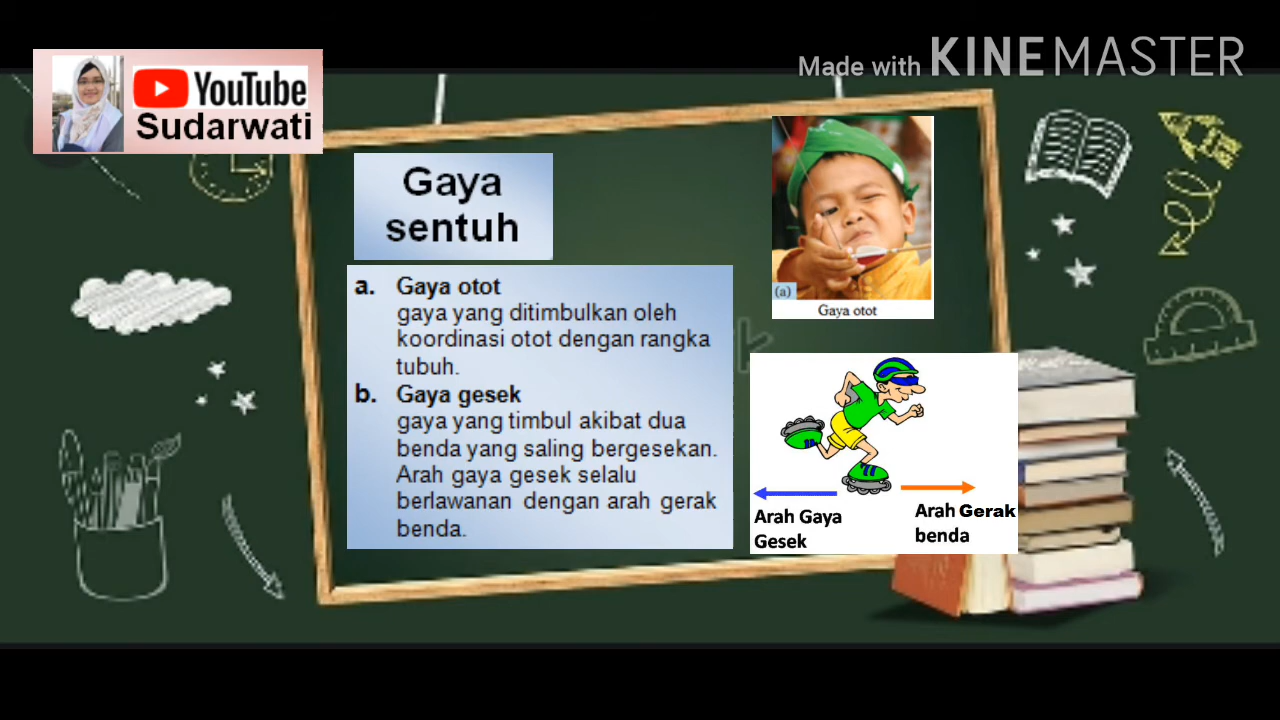 Made with KINEMASTER
YouTube
Sudarwati
Gaya
sentuh
a. Gaya otot
gaya yang ditimbulkan oleh
koordinasi otot dengan rangka
tubuh.
b. Gaya gesek
gaya yang timbul akibat dua
benda yang saling bergesekan.
Arah gaya gesek selalu
berlawanan dengan arah gerak
benda.
(a)
Gaya otot
Arah Gaya
Gesek
Arah Gerak
benda